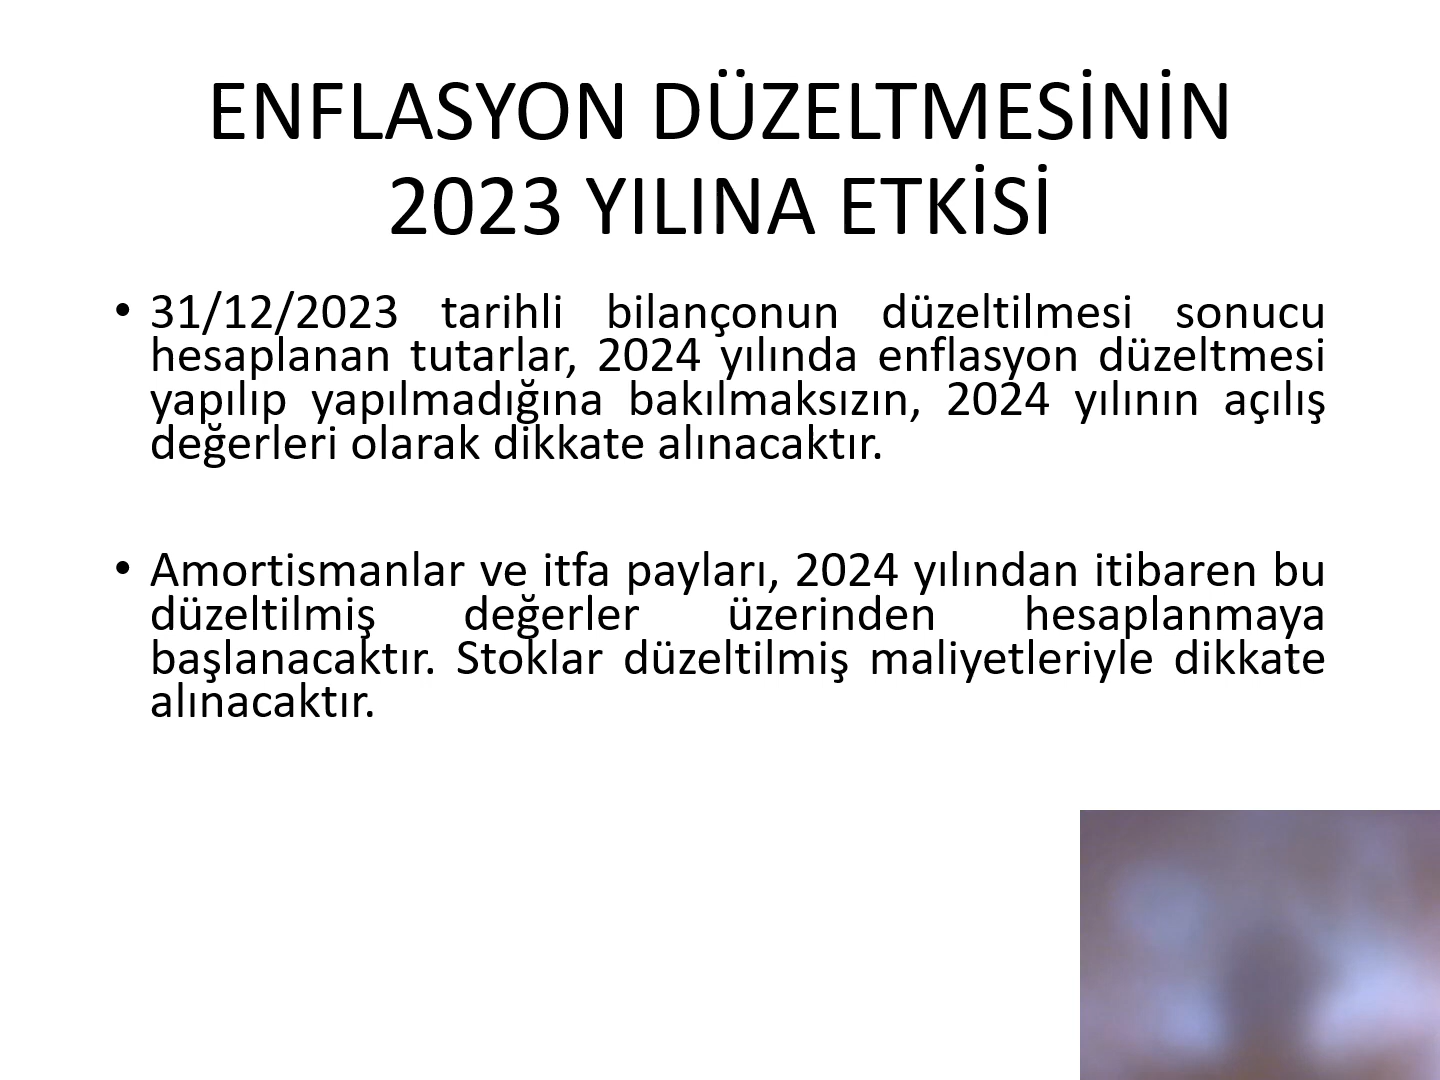 ENFLASYON DÜZELTMESİNİN
2023 YILINA ETKİSİ
• 31/12/2023 tarihli bilançonun düzeltilmesi sonucu
hesaplanan tutarlar, 2024 yılında enflasyon düzeltmesi
yapılıp yapılmadığına bakılmaksızın, 2024 yılının açılış
değerleri olarak dikkate alınacaktır.
• Amortismanlar ve itfa payları, 2024 yılından itibaren bu
düzeltilmiş değerler üzerinden hesaplanmaya
başlanacaktır. Stoklar düzeltilmiş maliyetleriyle dikkate
alınacaktır.